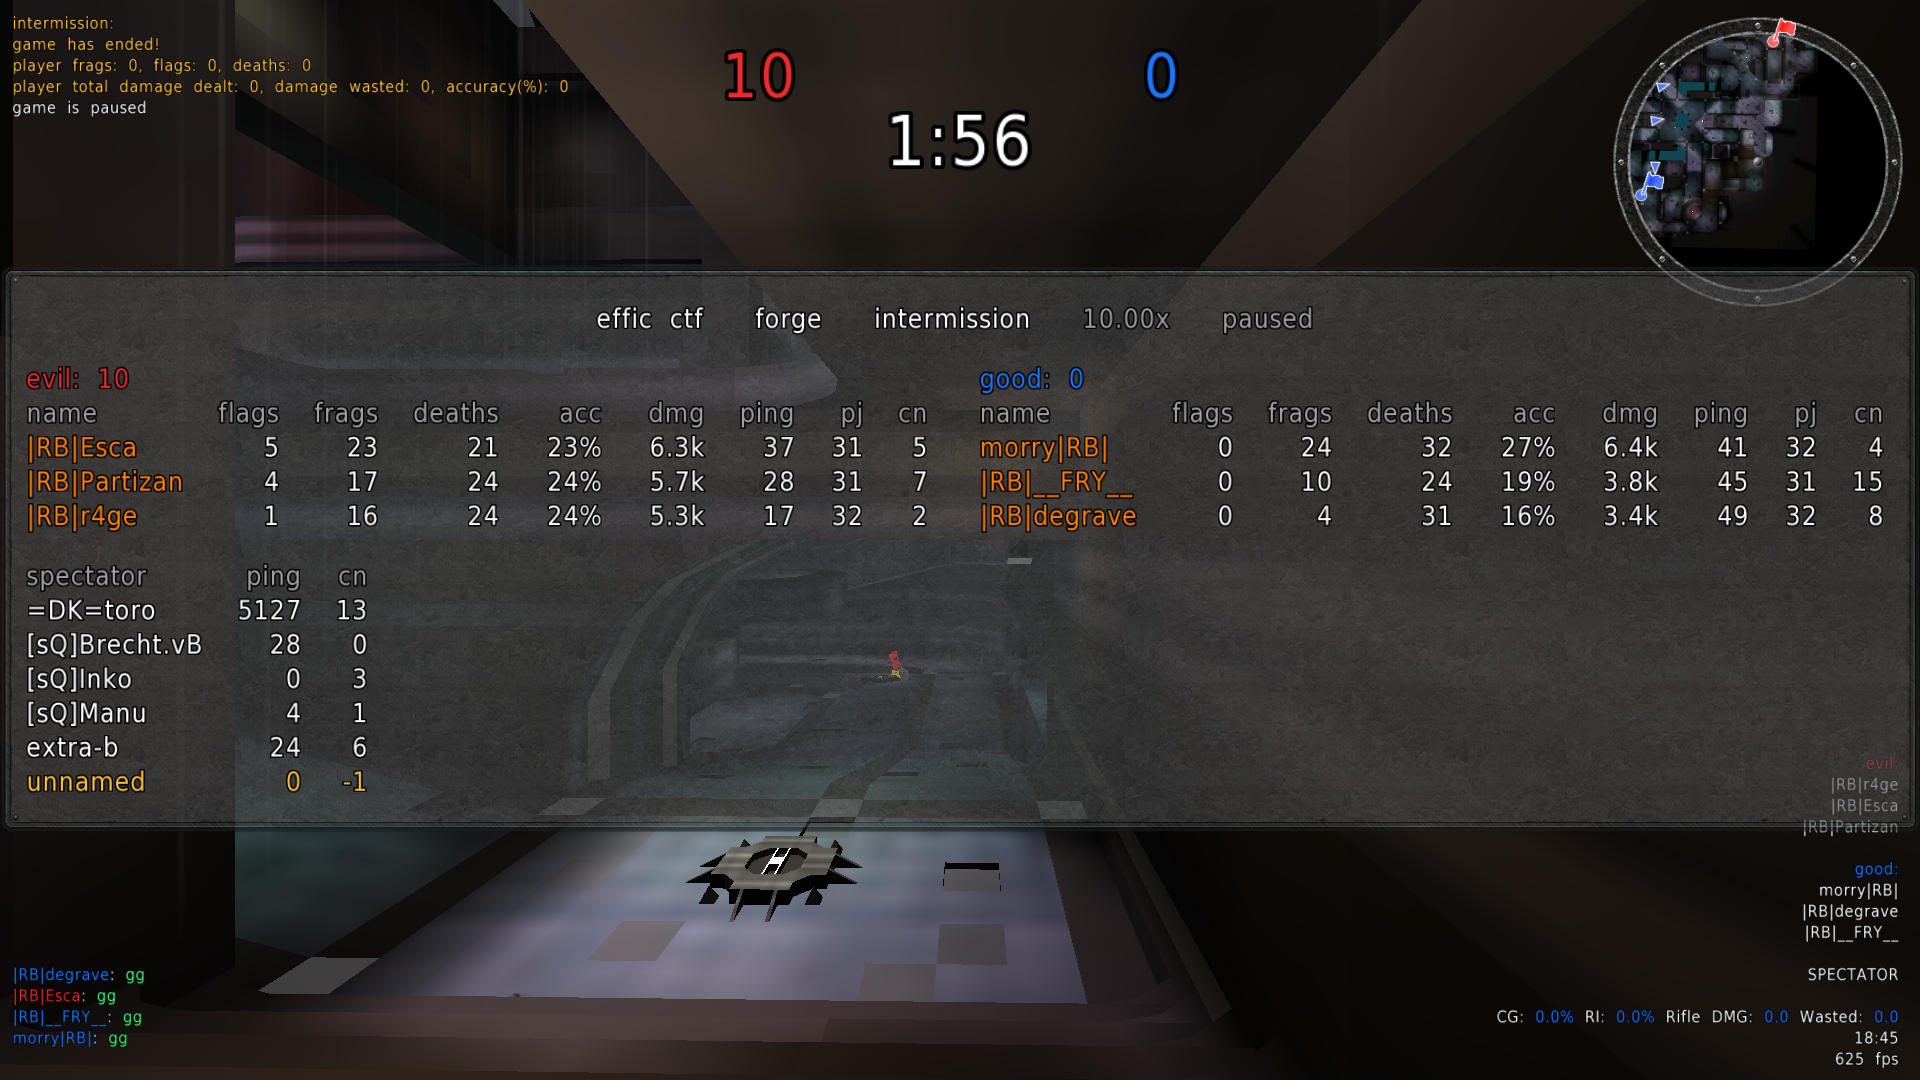 intermission:
game has ended!
player frags: 0, flags: 0, deaths: 0
player total damage dealt: 0, damage wasted: 0, accuracy(%): 0
game is paused
10 0
1:56
effic ctf forge intermission 10.00x paused
evil: 10
name flags frags deaths acc dmg ping pj cn
|RB|Esca 5 23 21 23% 6.3k 37 31 5
|RB|Partizan 4 17 24 24% 5.7k 28 31 7
|RB|r4ge 1 16 24 24% 5.3k 17 32 2
good: 0
name flags frags deaths acc dmg ping pj cn
morry|RB| 0 24 32 27% 6.4k 41 32 4
|RB|__FRY__ 0 10 24 19% 3.8k 45 31 15
|RB|degrave 0 4 31 16% 3.4k 49 32 8
spectator ping cn
=DK=toro 5127 13
[sQ]Brecht.vB 28 0
[sQ]Inko 0 3
[sQ]Manu 4 1
extra-b 24 6
unnamed 0 -1
evil:
|RB|r4ge
|RB|Esca
|RB|Partizan
good:
morry|RB|
|RB|degrave
|RB|__FRY__
SPECTATOR
|RB|degrave: gg
|RB|Esca: gg
|RB|__FRY__: gg
morry|RB|: gg
CG: 0.0% RI: 0.0% Rifle DMG: 0.0 Wasted: 0.0
18:45
625 fps